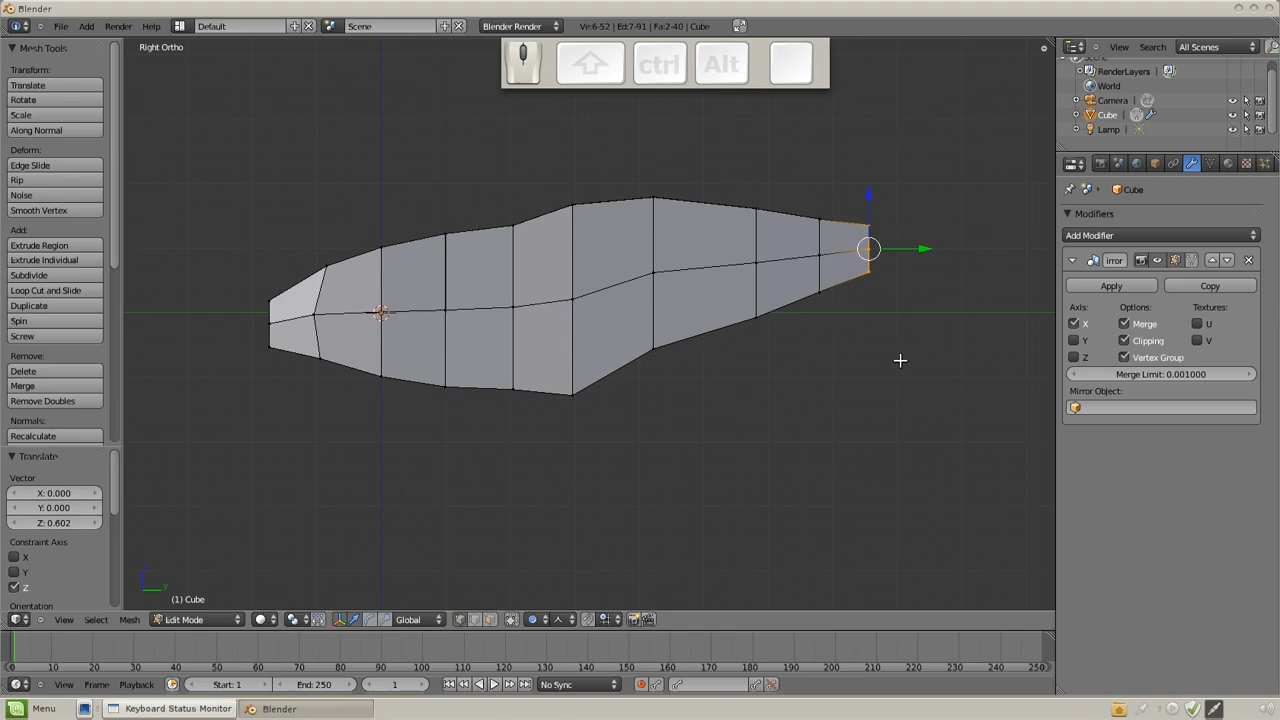 Blender
File Add Render Help Default Scene Blender Render Ve:6-52 | Ed:7-91 | Fa:2-40 | Cube
Mesh Tools
Transform:
Translate
Rotate
Scale
Along Normal
Deform:
Edge Slide
Rip
Noise
Smooth Vertex
Add:
Extrude Region
Extrude Individual
Subdivide
Loop Cut and Slide
Duplicate
Spin
Screw
Remove:
Delete
Merge
Remove Doubles
Normals:
Recalculate
Translate
Vector
X: 0.000
Y: 0.000
Z: 0.602
Constraint Axis
X
Y
Z
Orientation
Right Ortho
ctrl Alt
(1) Cube
View Search All Scenes
Scene
RenderLayers
World
Camera
Cube
Lamp
Cube
Modifiers
Add Modifier
irror
Apply Copy
Axis: Options: Textures:
X Merge U
Y Clipping V
Z Vertex Group
Merge Limit: 0.001000
Mirror Object:
View Select Mesh Edit Mode Global
0 10 20 30 40 50 60 70 80 90 100 110 120 130 140 150 160 170 180 190 200 210 220 230 240 250
View Frame Playback Start: 1 End: 250 1 No Sync
Menu Keyboard Status Monitor Blender